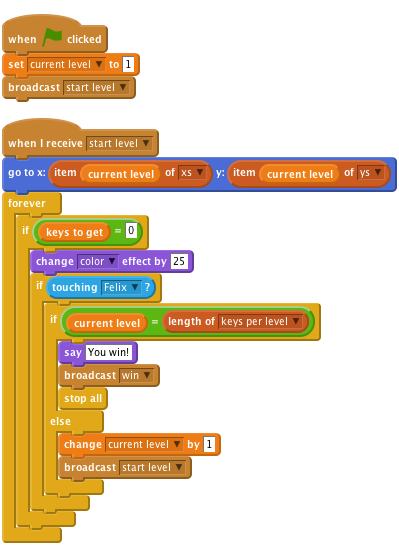 when clicked
set current level to 1
broadcast start level
when I receive start level
go to x: item current level of xs y: item current level of ys
forever
if keys to get = 0
change color effect by 25
if touching Felix ?
if current level = length of keys per level
say You win!
broadcast win
stop all
else
change current level by 1
broadcast start level